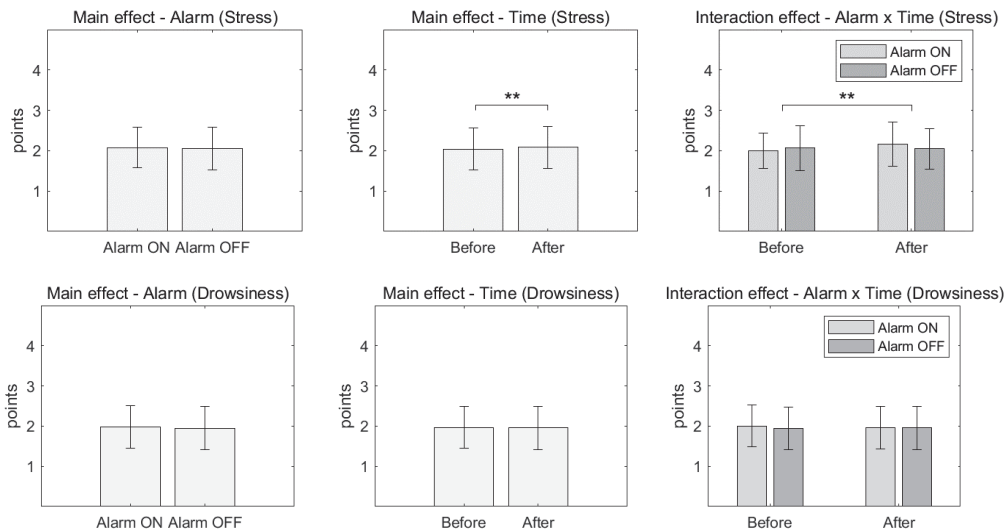 Main effect - Alarm (Stress)
points
4
3
2
1
Alarm ON Alarm OFF
Main effect - Time (Stress)
points
4
3
2
1
**
Before After
Interaction effect - Alarm x Time (Stress)
points
4
3
2
1
Alarm ON
Alarm OFF
**
Before After
Main effect - Alarm (Drowsiness)
points
4
3
2
1
Alarm ON Alarm OFF
Main effect - Time (Drowsiness)
points
4
3
2
1
Before After
Interaction effect - Alarm x Time (Drowsiness)
points
4
3
2
1
Alarm ON
Alarm OFF
Before After